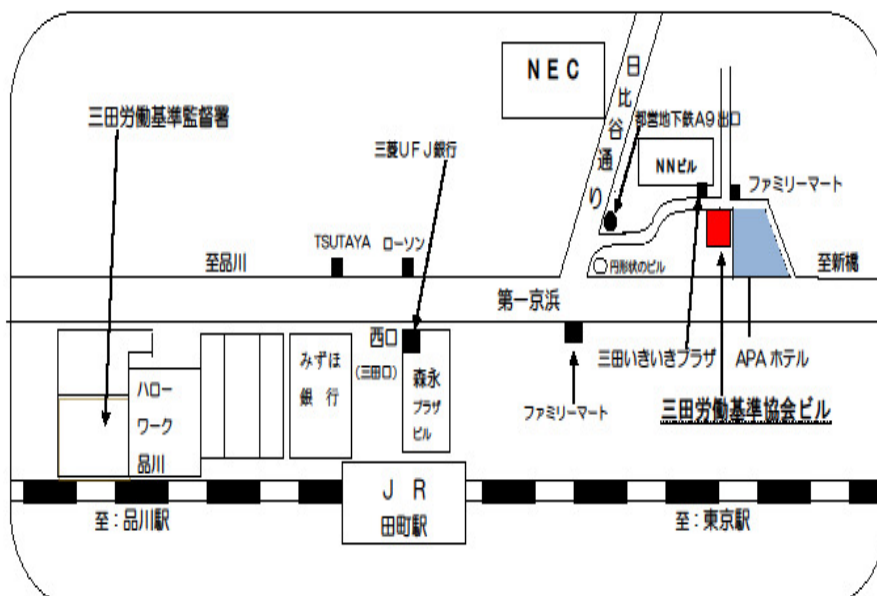 NEC
日比谷通り
三田労働基準監督署
都営地下鉄A9出口
三菱UFJ銀行
NNビル
ファミリーマート
TSUTAYA ローソン
至品川
円形状のビル
至新橋
第一京浜
西口
(三田口)
みずほ
銀行
森永
プラザ
ビル
三田いきいきプラザ
APAホテル
ハロー
ワーク
品川
ファミリーマート
三田労働基準協会ビル
JR
田町駅
至:品川駅
至:東京駅